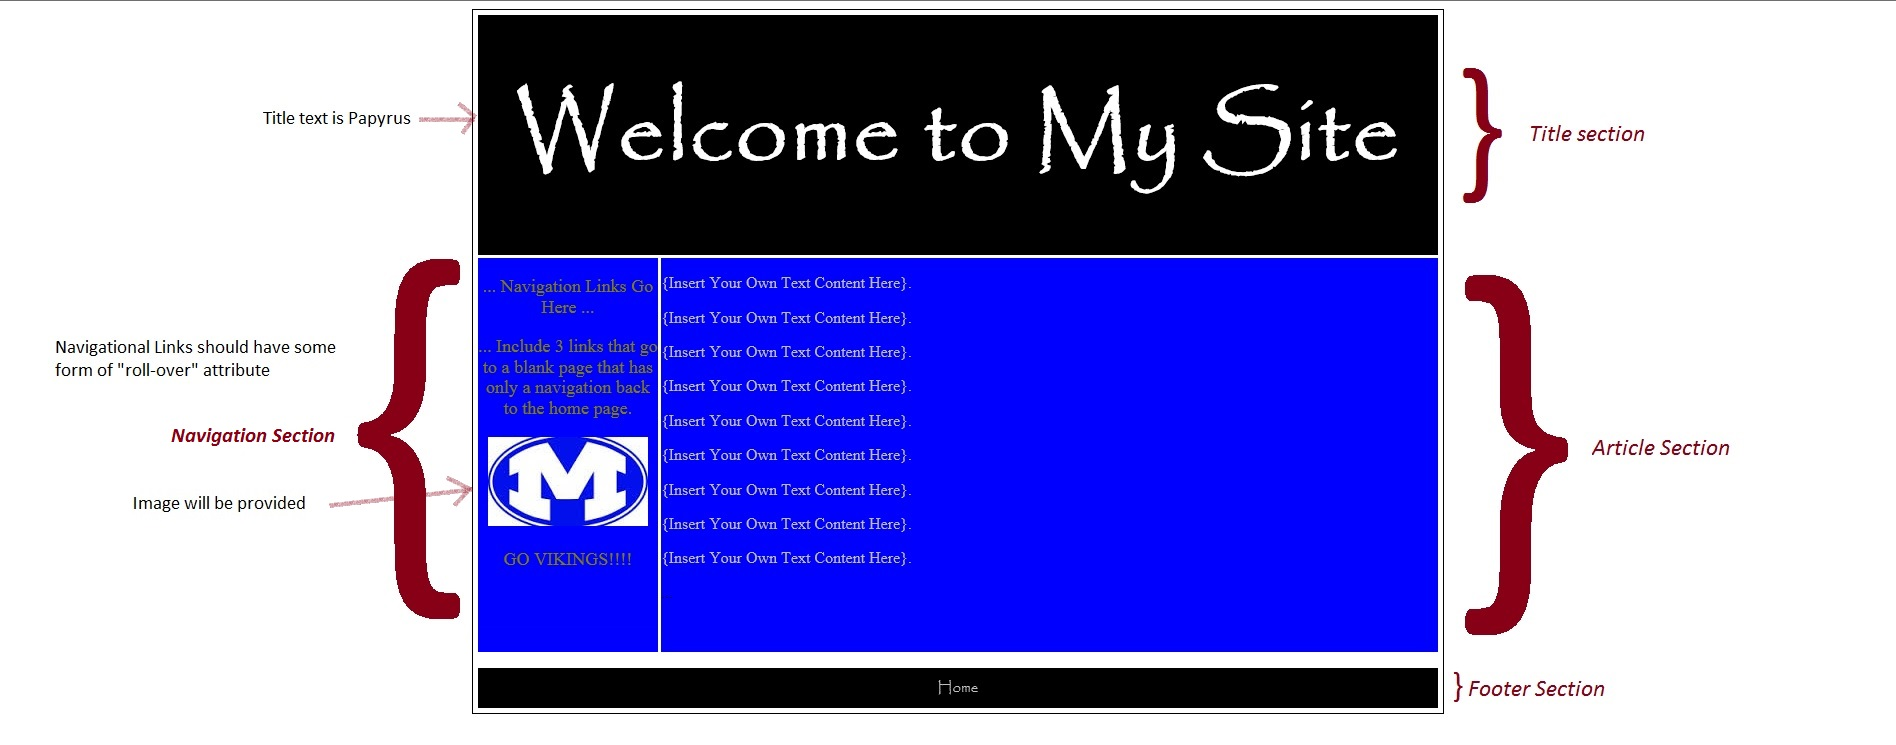 Welcome to My Site
Title text is Papyrus
Title section
... Navigation Links Go
Here ...
... Include 3 links that go
to a blank page that has
only a navigation back
to the home page.
M
GO VIKINGS!!!!
Navigational Links should have some
form of "roll-over" attribute
Navigation Section
Image will be provided
{Insert Your Own Text Content Here}.
{Insert Your Own Text Content Here}.
{Insert Your Own Text Content Here}.
{Insert Your Own Text Content Here}.
{Insert Your Own Text Content Here}.
{Insert Your Own Text Content Here}.
{Insert Your Own Text Content Here}.
{Insert Your Own Text Content Here}.
{Insert Your Own Text Content Here}.
Article Section
Home
Footer Section